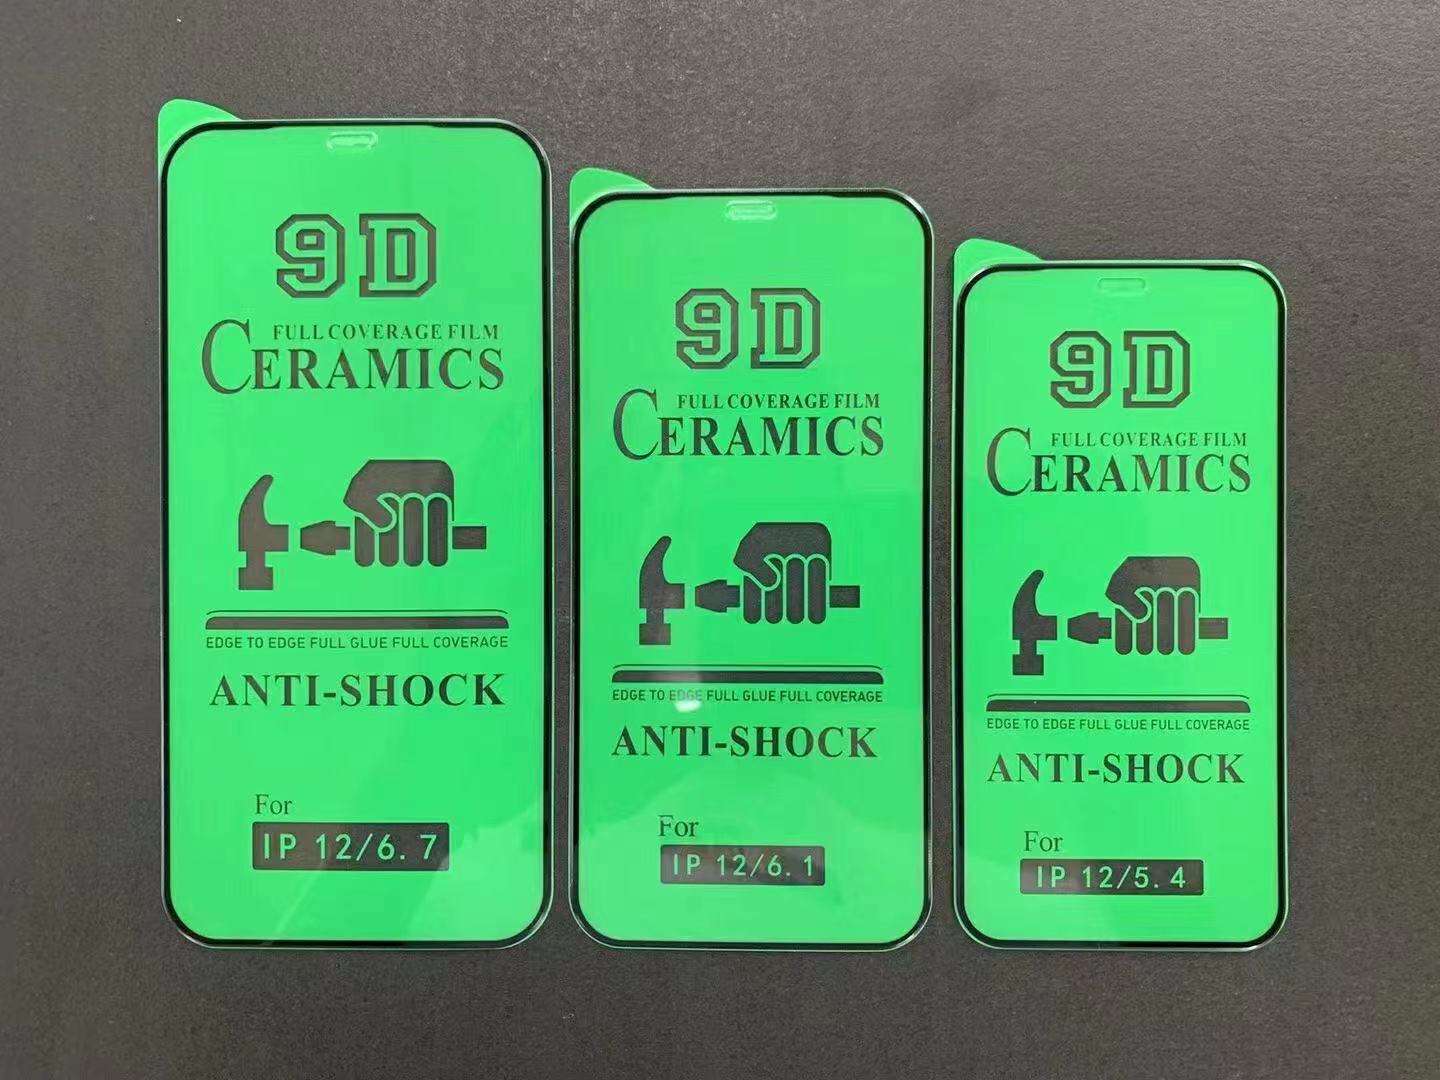 9D
FULL COVERAGE FILM
CERAMICS
EDGE TO EDGE FULL GLUE FULL COVERAGE
ANTI-SHOCK
For
IP 12/6.7
9D
FULL COVERAGE FILM
CERAMICS
EDGE TO EDGE FULL GLUE FULL COVERAGE
ANTI-SHOCK
For
IP 12/6.1
9D
FULL COVERAGE FILM
CERAMICS
EDGE TO EDGE FULL GLUE FULL COVERAGE
ANTI-SHOCK
For
IP 12/5.4